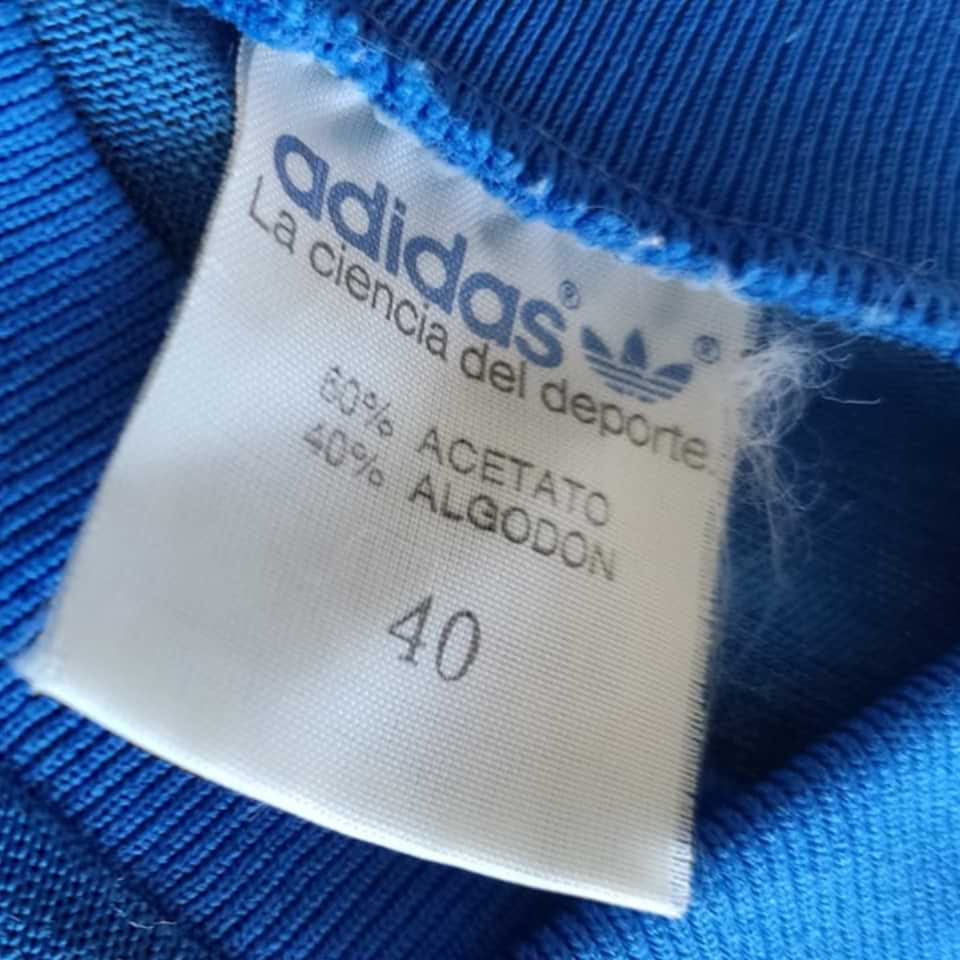 adidas®
La ciencia del deporte.
60% ACETATO
40% ALGODON
40